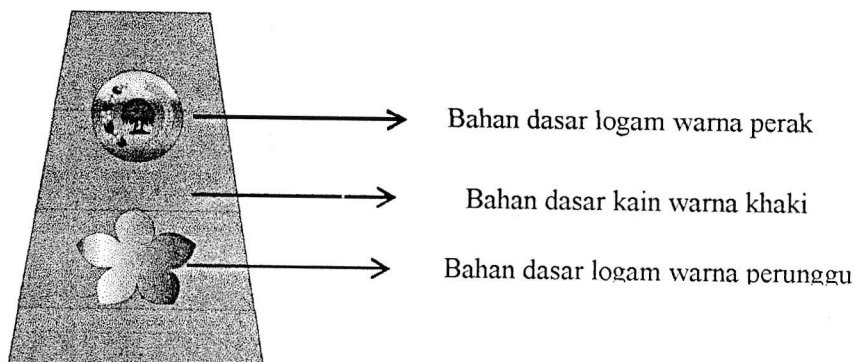 Bahan dasar logam warna perak
Bahan dasar kain warna khaki
Bahan dasar logam warna perunggu